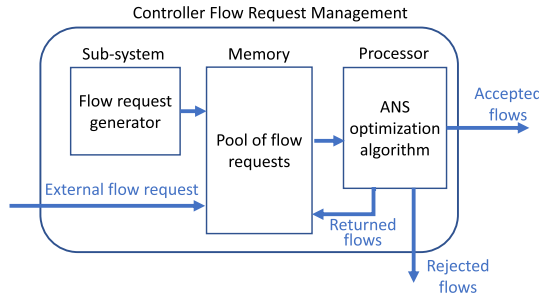 Controller Flow Request Management
Sub-system
Memory
Processor
Flow request
generator
Pool of flow
requests
ANS
optimization
algorithm
Accepted
flows
External flow request
Returned
flows
Rejected
flows